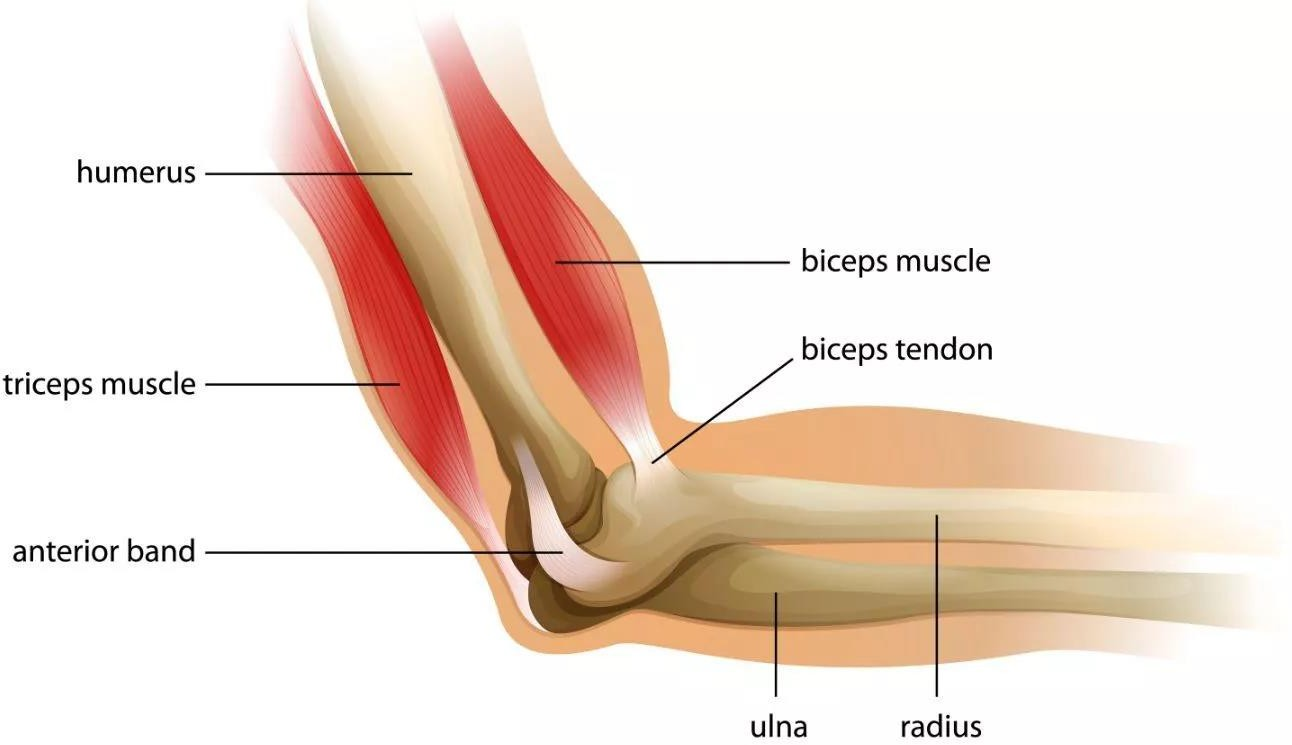 humerus
biceps muscle
biceps tendon
triceps muscle
anterior band
ulna
radius